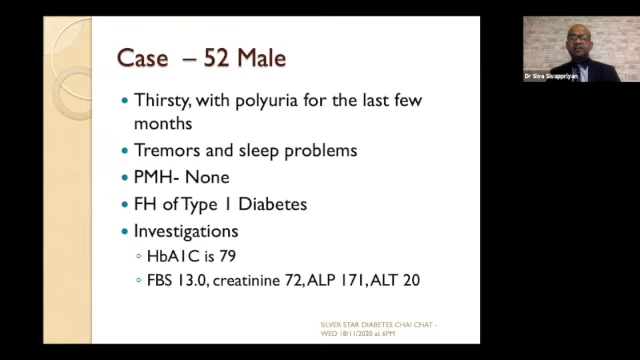 Case – 52 Male
Thirsty, with polyuria for the last few
months
Tremors and sleep problems
PMH- None
FH of Type 1 Diabetes
Investigations
HbA1C is 79
FBS 13.0, creatinine 72, ALP 171, ALT 20
SILVER STAR DIABETES CHAI CHAT -
WED 18/11/2020 at 6PM
Dr Siva Sivappriyan